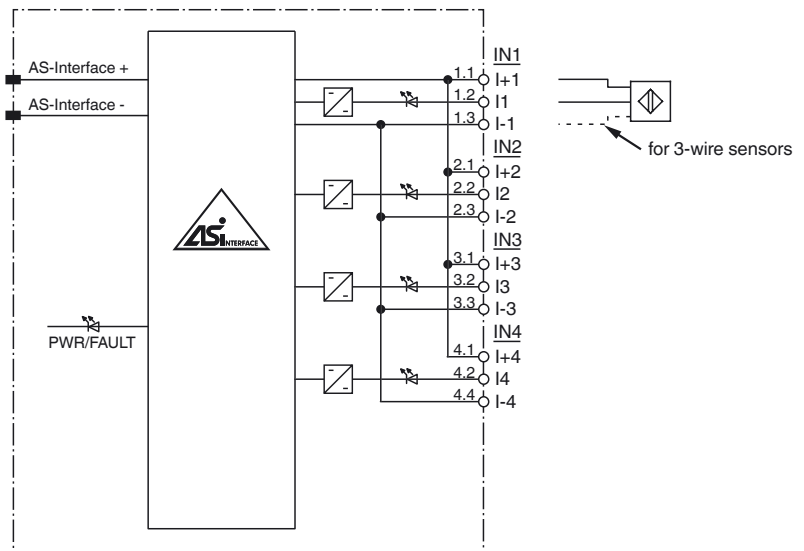 AS-Interface +
AS-Interface -
PWR/FAULT
ASi INTERFACE
IN1
1.1 I+1
1.2 I1
1.3 I-1
IN2
2.1 I+2
2.2 I2
2.3 I-2
IN3
3.1 I+3
3.2 I3
3.3 I-3
IN4
4.1 I+4
4.2 I4
4.4 I-4
for 3-wire sensors